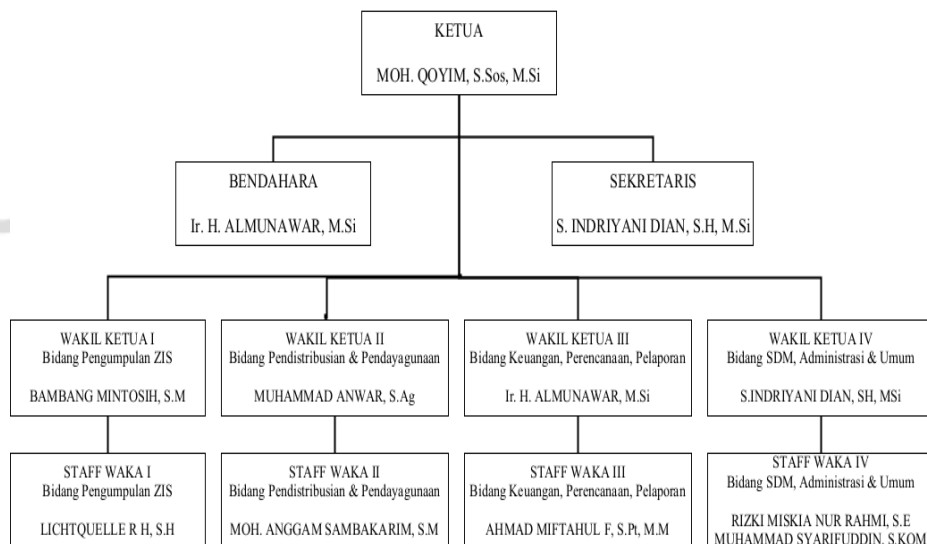 KETUA
MOH. QOYIM, S.Sos, M.Si
BENDAHARA
Ir. H. ALMUNAWAR, M.Si
SEKRETARIS
S. INDRIYANI DIAN, S.H, M.Si
WAKIL KETUA I
Bidang Pengumpulan ZIS
BAMBANG MINTOSIH, S.M
WAKIL KETUA II
Bidang Pendistribusian & Pendayagunaan
MUHAMMAD ANWAR, S.Ag
WAKIL KETUA III
Bidang Keuangan, Perencanaan, Pelaporan
Ir. H. ALMUNAWAR, M.Si
WAKIL KETUA IV
Bidang SDM, Administrasi & Umum
S.INDRIYANI DIAN, SH, MSi
STAFF WAKA I
Bidang Pengumpulan ZIS
LICHTQUELLE R H, S.H
STAFF WAKA II
Bidang Pendistribusian & Pendayagunaan
MOH. ANGGAM SAMBAKARIM, S.M
STAFF WAKA III
Bidang Keuangan, Perencanaan, Pelaporan
AHMAD MIFTAHUL F, S.Pt, M.M
STAFF WAKA IV
Bidang SDM, Administrasi & Umum
RIZKI MISKIA NUR RAHMI, S.E
MUHAMMAD SYARIFUDDIN, S.KOM